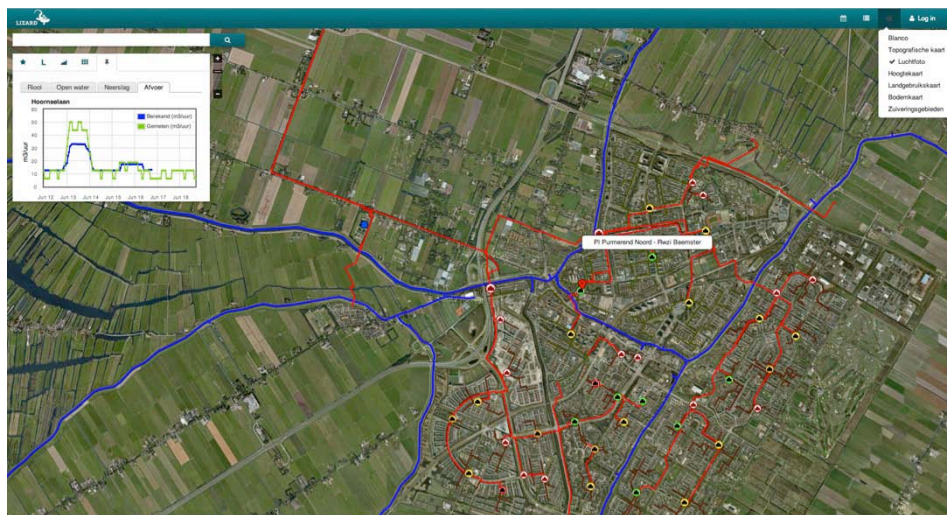 LIZARD
Log in
Blanco
Topografische kaart
Luchtfoto
Hoogtekaart
Landgebruikskaart
Bodemkaart
Zuiveringsgebieden
L
Riool
Open water
Neerslag
Afvoer
Hoornselaan
Berekend (m3/uur)
Gemeten (m3/uur)
m3/uur
60
50
40
30
20
10
0
Jun 12
Jun 13
Jun 14
Jun 15
Jun 16
Jun 17
Jun 18
PI Purmerend Noord - Rwzi Beemster